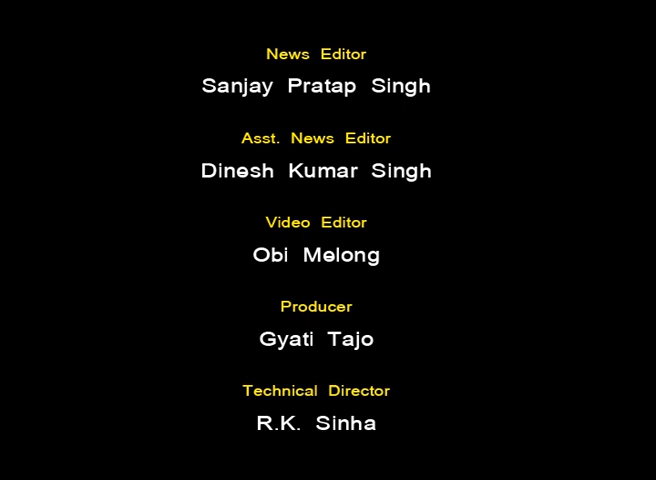 News Editor
Sanjay Pratap Singh
Asst. News Editor
Dinesh Kumar Singh
Video Editor
Obi Melong
Producer
Gyati Tajo
Technical Director
R.K. Sinha